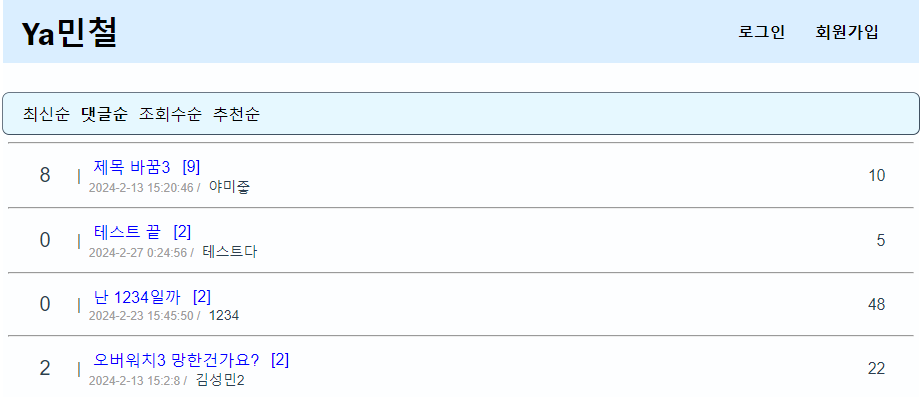 Ya민철 로그인 회원가입
최신순 댓글순 조회수순 추천순
8 | 제목 바꿈3 [9] 10
2024-2-13 15:20:46 / 야미좋
0 | 테스트 끝 [2] 5
2024-2-27 0:24:56 / 테스트다
0 | 난 1234일까 [2] 48
2024-2-23 15:45:50 / 1234
2 | 오버워치3 망한건가요? [2] 22
2024-2-13 15:2:8 / 김성민2